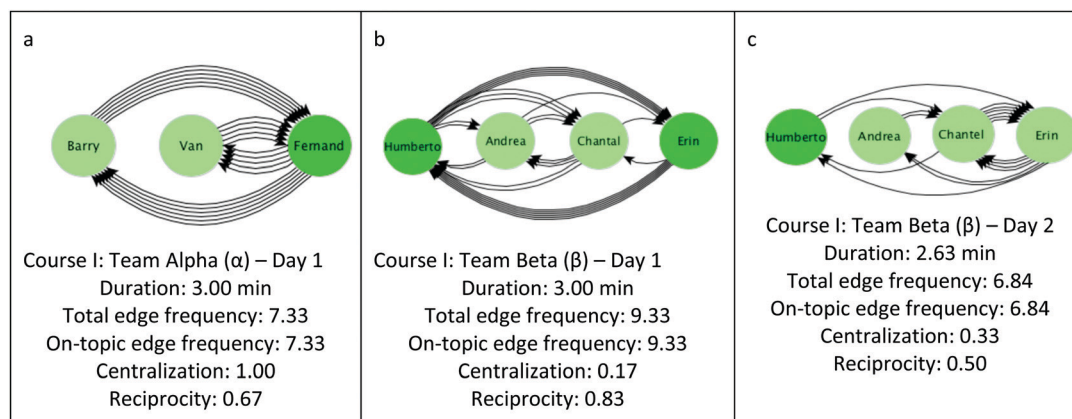 a
Barry
Van
Fernand
Course I: Team Alpha (α) – Day 1
Duration: 3.00 min
Total edge frequency: 7.33
On-topic edge frequency: 7.33
Centralization: 1.00
Reciprocity: 0.67
b
Humberto
Andrea
Chantal
Erin
Course I: Team Beta (β) – Day 1
Duration: 3.00 min
Total edge frequency: 9.33
On-topic edge frequency: 9.33
Centralization: 0.17
Reciprocity: 0.83
c
Humberto
Andrea
Chantel
Erin
Course I: Team Beta (β) – Day 2
Duration: 2.63 min
Total edge frequency: 6.84
On-topic edge frequency: 6.84
Centralization: 0.33
Reciprocity: 0.50